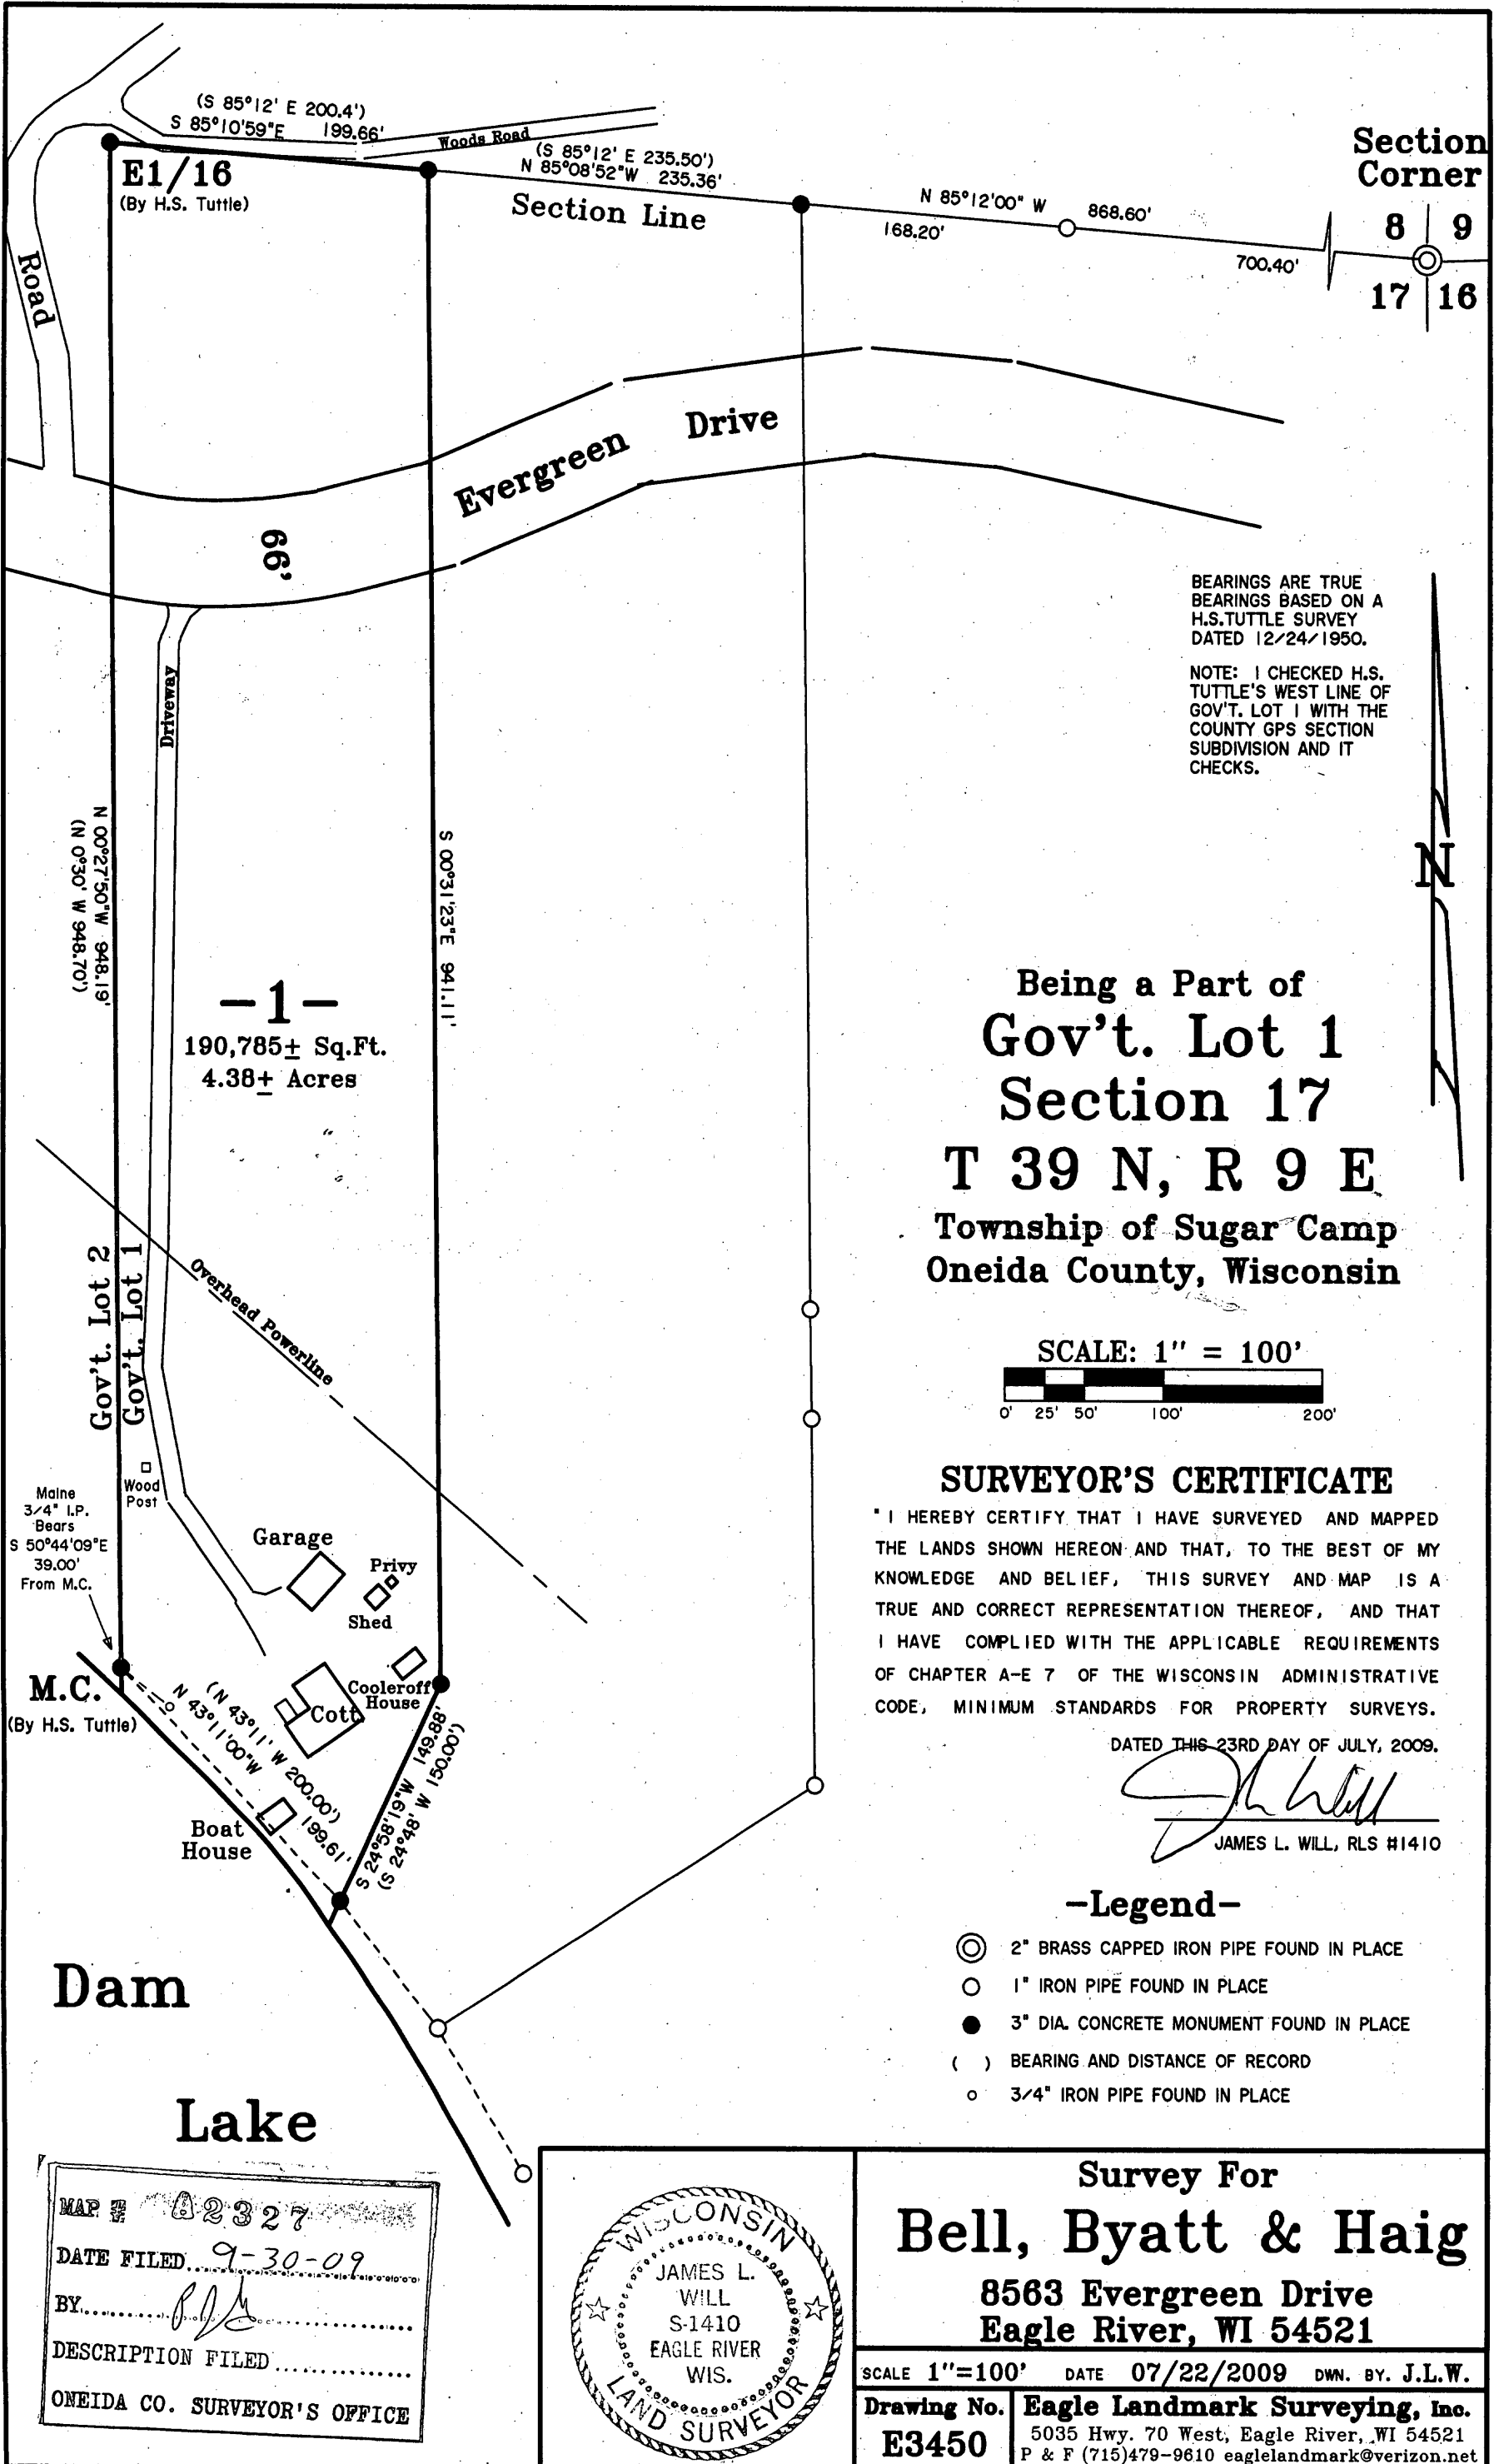 (S 85°12' E 200.4')
S 85°10'59"E 199.66'
Woods Road
(S 85°12' E 235.50')
N 85°08'52"W 235.36'
Section Line
N 85°12'00" W 868.60'
168.20'
700.40'
Section
Corner
8 9
17 16
E1/16
(By H.S. Tuttle)
Road
Evergreen Drive
66'
BEARINGS ARE TRUE
BEARINGS BASED ON A
H.S.TUTTLE SURVEY
DATED 12/24/1950.
NOTE: I CHECKED H.S.
TUTTLE'S WEST LINE OF
GOV'T. LOT 1 WITH THE
COUNTY GPS SECTION
SUBDIVISION AND IT
CHECKS.
N
Driveway
N 00°27'50"W 948.19'
(N 0°30' W 948.70')
S 00°31'23"E 941.11'
-1-
190,785± Sq.Ft.
4.38± Acres
Being a Part of
Gov't. Lot 1
Section 17
T 39 N, R 9 E
Township of Sugar Camp
Oneida County, Wisconsin
Gov't. Lot 2
Gov't. Lot 1
Overhead Powerline
SCALE: 1" = 100'
0' 25' 50' 100' 200'
Wood
Post
Maine
3/4" I.P.
Bears
S 50°44'09"E
39.00'
From M.C.
Garage
Privy
Shed
Cooleroff
House
Cott.
M.C.
(By H.S. Tuttle)
(N 43°11' W 200.00')
N 43°11'00"W 199.61'
S 24°58'19"W 149.88'
(S 24°48' W 150.00')
Boat
House
SURVEYOR'S CERTIFICATE
"I HEREBY CERTIFY THAT I HAVE SURVEYED AND MAPPED
THE LANDS SHOWN HEREON AND THAT, TO THE BEST OF MY
KNOWLEDGE AND BELIEF, THIS SURVEY AND MAP IS A
TRUE AND CORRECT REPRESENTATION THEREOF, AND THAT
I HAVE COMPLIED WITH THE APPLICABLE REQUIREMENTS
OF CHAPTER A-E 7 OF THE WISCONSIN ADMINISTRATIVE
CODE, MINIMUM STANDARDS FOR PROPERTY SURVEYS.
DATED THIS 23RD DAY OF JULY, 2009.
JAMES L. WILL, RLS #1410
-Legend-
2" BRASS CAPPED IRON PIPE FOUND IN PLACE
1" IRON PIPE FOUND IN PLACE
3" DIA. CONCRETE MONUMENT FOUND IN PLACE
( ) BEARING AND DISTANCE OF RECORD
3/4" IRON PIPE FOUND IN PLACE
Dam
Lake
MAP # A2327
DATE FILED 9-30-09
BY
DESCRIPTION FILED
ONEIDA CO. SURVEYOR'S OFFICE
WISCONSIN
JAMES L.
WILL
S-1410
EAGLE RIVER
WIS.
LAND SURVEYOR
Survey For
Bell, Byatt & Haig
8563 Evergreen Drive
Eagle River, WI 54521
SCALE 1"=100' DATE 07/22/2009 DWN. BY. J.L.W.
Drawing No.
E3450
Eagle Landmark Surveying, Inc.
5035 Hwy. 70 West, Eagle River, WI 54521
P & F (715)479-9610 eaglelandmark@verizon.net